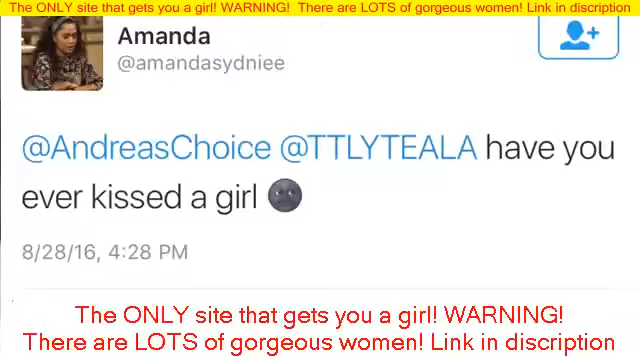 The ONLY site that gets you a girl! WARNING!  There are LOTS of gorgeous women! Link in discription
Amanda
@amandasydniee
@AndreasChoice @TTLYTEALA have you
ever kissed a girl 🌚
8/28/16, 4:28 PM
The ONLY site that gets you a girl! WARNING!
There are LOTS of gorgeous women! Link in discription